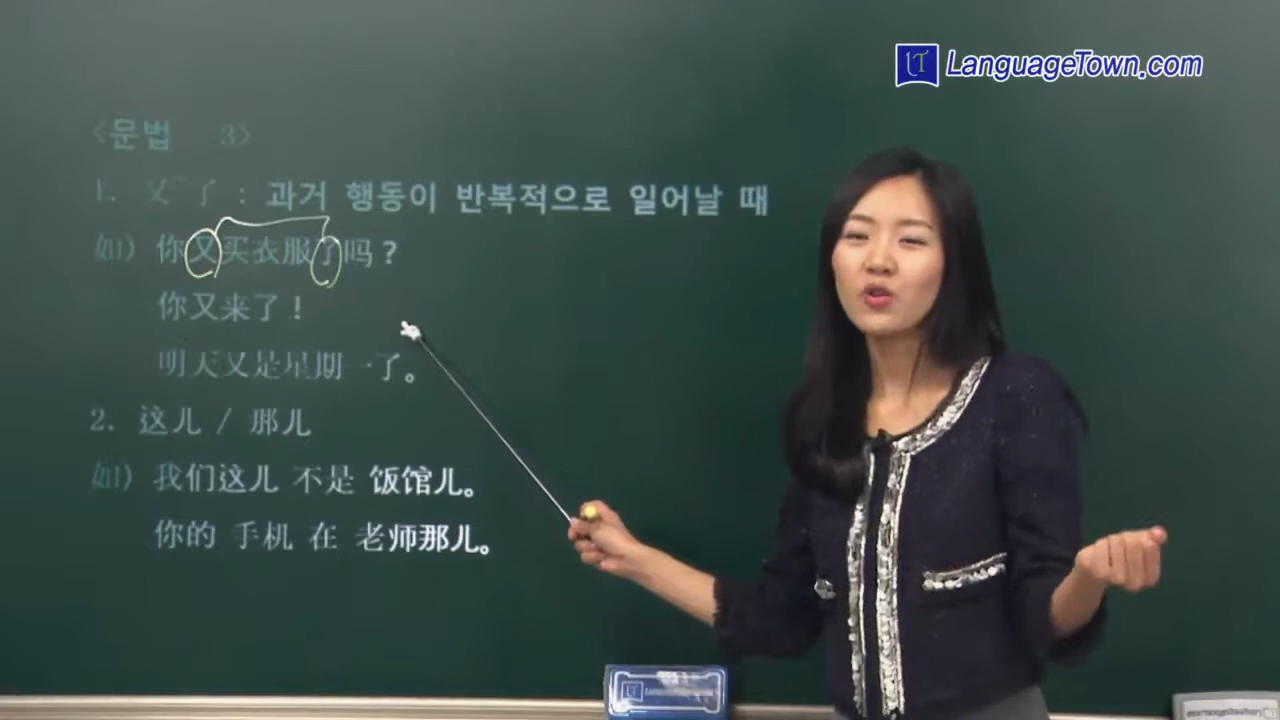 LanguageTown.com
<문법 3>
1. 又~了 : 과거 행동이 반복적으로 일어날 때
如) 你又买衣服了吗?
你又来了!
明天又是星期一了。
2. 这儿 / 那儿
如) 我们这儿 不是 饭馆儿。
你的 手机 在 老师那儿。